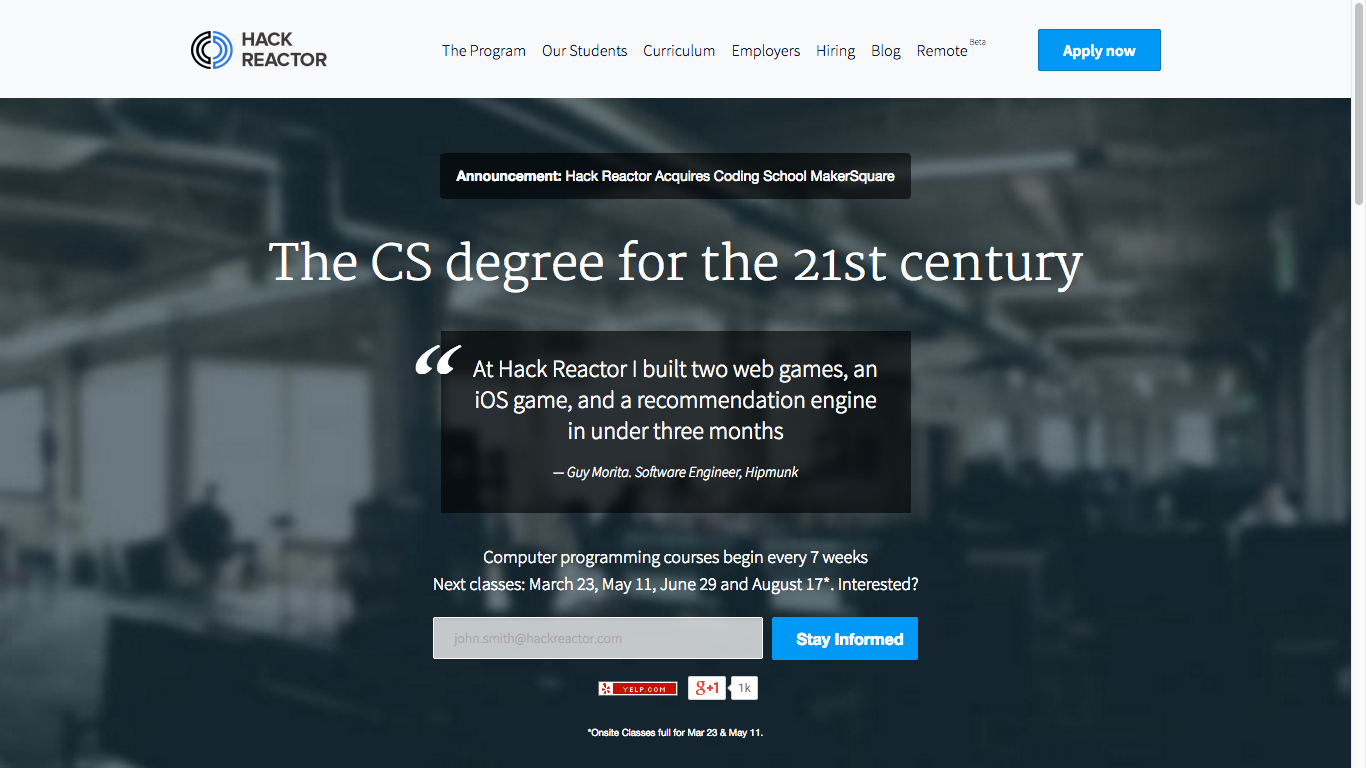 HACK
REACTOR
The Program Our Students Curriculum Employers Hiring Blog Remote Beta
Apply now
Announcement: Hack Reactor Acquires Coding School MakerSquare
The CS degree for the 21st century
“ At Hack Reactor I built two web games, an
iOS game, and a recommendation engine
in under three months
— Guy Morita. Software Engineer, Hipmunk
Computer programming courses begin every 7 weeks
Next classes: March 23, May 11, June 29 and August 17*. Interested?
john.smith@hackreactor.com
Stay Informed
YELP.COM
g+1 1k
*Onsite Classes full for Mar 23 & May 11.